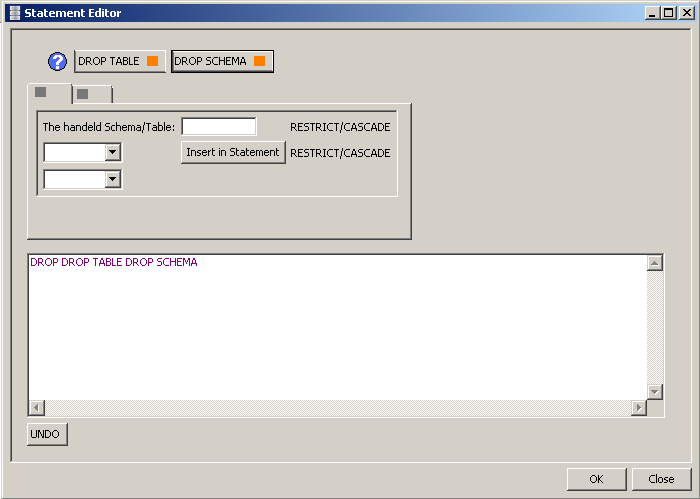 Statement Editor
DROP TABLE DROP SCHEMA
The handeld Schema/Table: RESTRICT/CASCADE
Insert in Statement RESTRICT/CASCADE
DROP DROP TABLE DROP SCHEMA
UNDO
OK Close